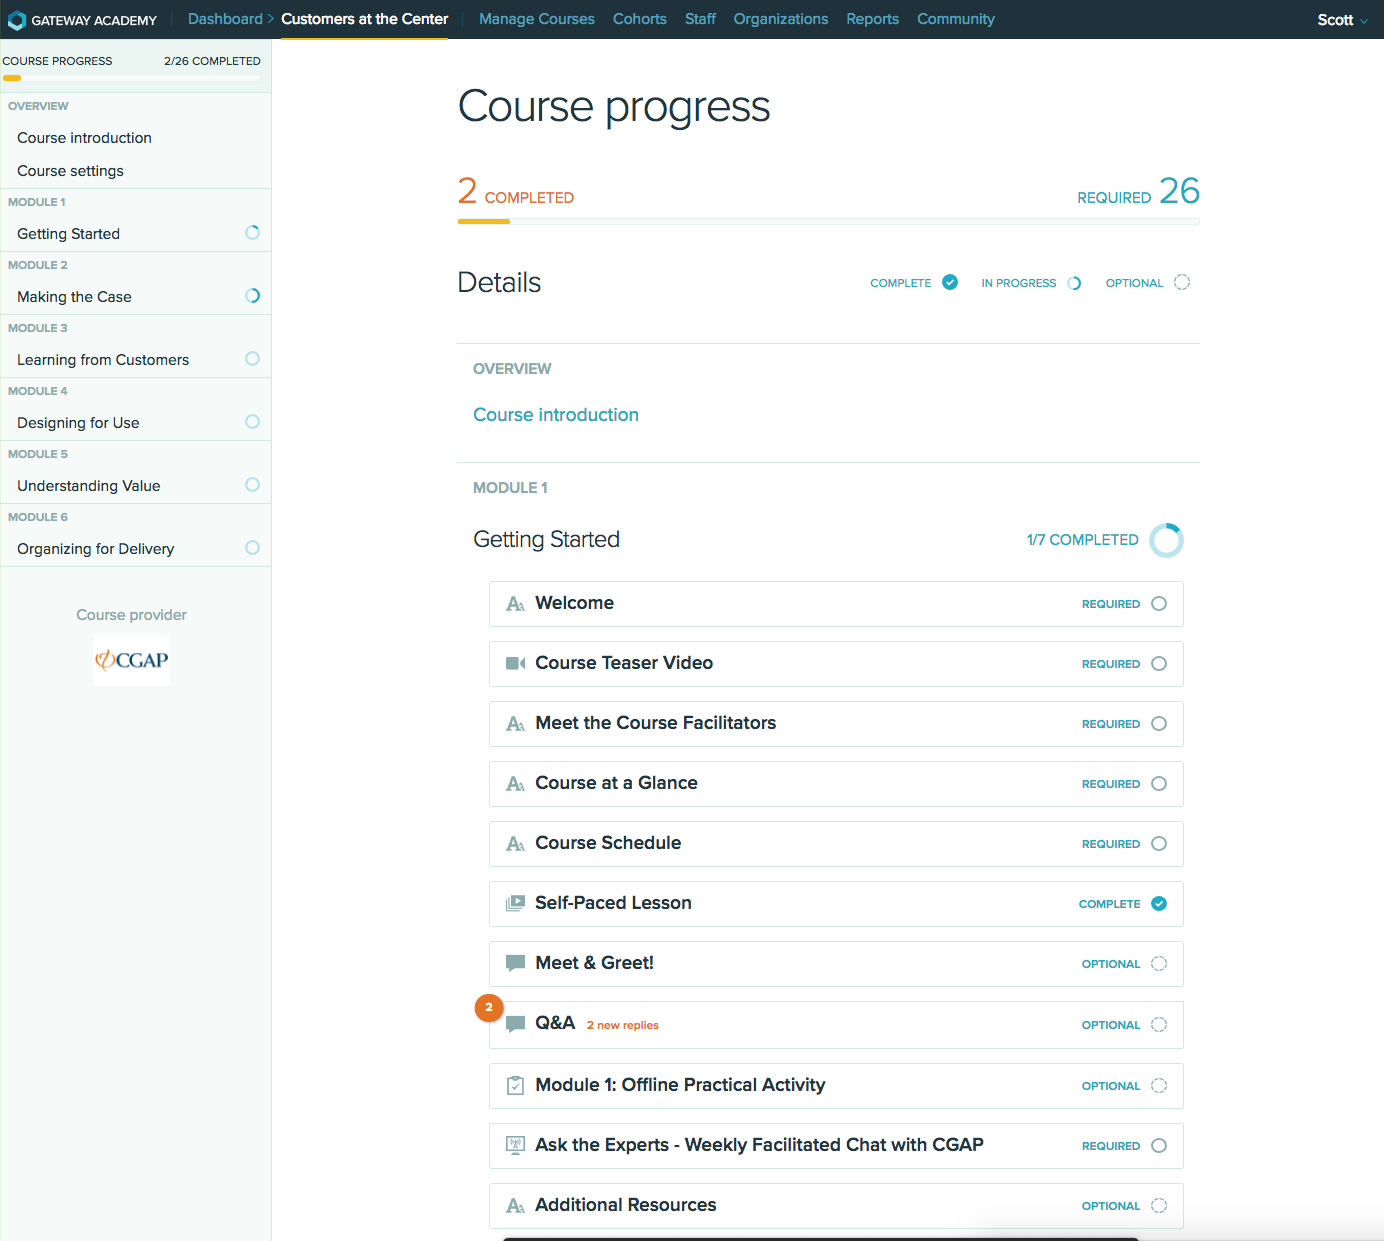 GATEWAY ACADEMY Dashboard > Customers at the Center Manage Courses Cohorts Staff Organizations Reports Community Scott
COURSE PROGRESS 2/26 COMPLETED
OVERVIEW
Course introduction
Course settings
MODULE 1
Getting Started
MODULE 2
Making the Case
MODULE 3
Learning from Customers
MODULE 4
Designing for Use
MODULE 5
Understanding Value
MODULE 6
Organizing for Delivery
Course provider
CGAP
Course progress
2 COMPLETED REQUIRED 26
Details COMPLETE IN PROGRESS OPTIONAL
OVERVIEW
Course introduction
MODULE 1
Getting Started 1/7 COMPLETED
Welcome REQUIRED
Course Teaser Video REQUIRED
Meet the Course Facilitators REQUIRED
Course at a Glance REQUIRED
Course Schedule REQUIRED
Self-Paced Lesson COMPLETE
Meet & Greet! OPTIONAL
2
Q&A 2 new replies OPTIONAL
Module 1: Offline Practical Activity OPTIONAL
Ask the Experts - Weekly Facilitated Chat with CGAP REQUIRED
Additional Resources OPTIONAL